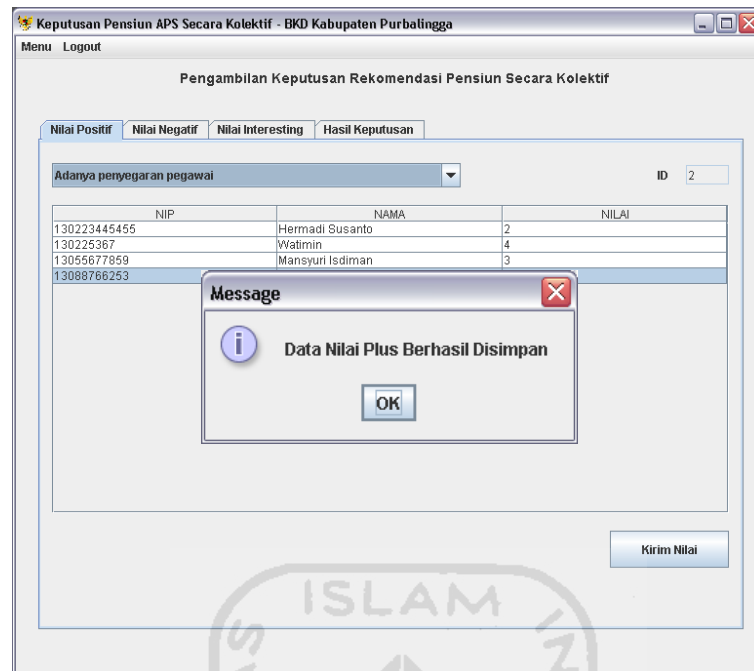 Keputusan Pensiun APS Secara Kolektif - BKD Kabupaten Purbalingga
Menu Logout
Pengambilan Keputusan Rekomendasi Pensiun Secara Kolektif
Nilai Positif Nilai Negatif Nilai Interesting Hasil Keputusan
Adanya penyegaran pegawai ID 2
NIP NAMA NILAI
130223445455 Hermadi Susanto 2
130225367 Watimin 4
13055677859 Mansyuri Isdiman 3
13088766253
Message
Data Nilai Plus Berhasil Disimpan
OK
Kirim Nilai
ISLAM